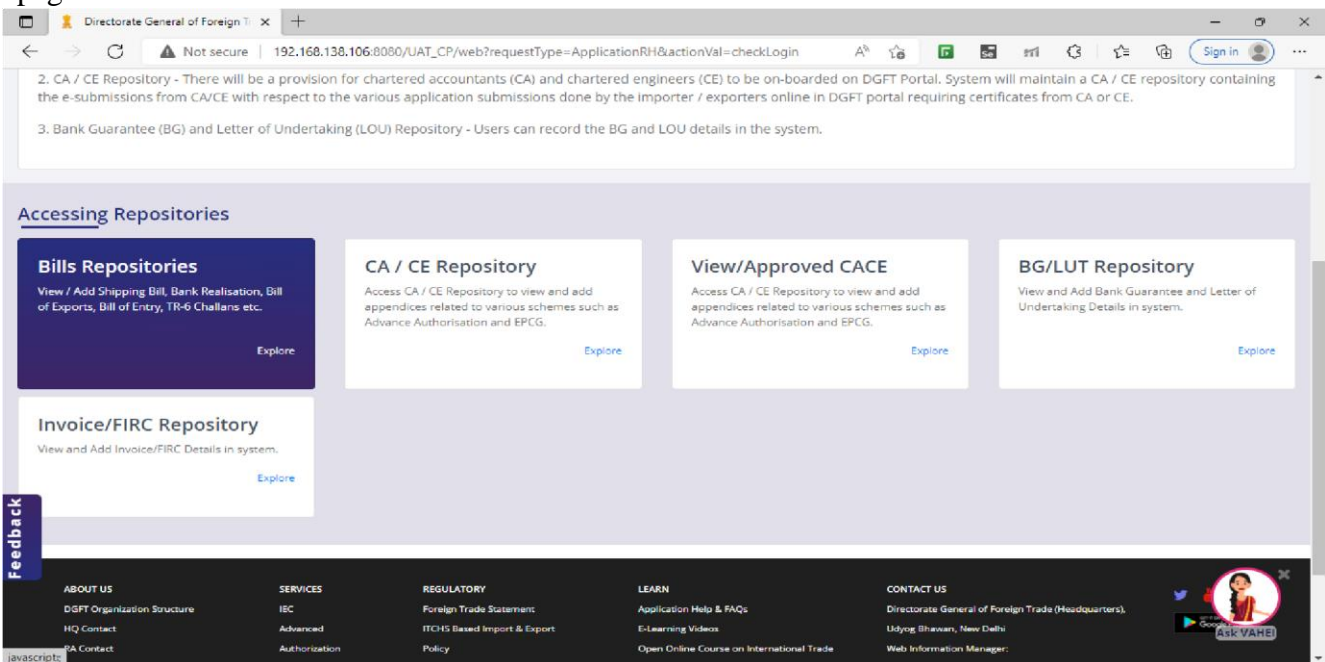 Directorate General of Foreign T
Not secure 192.168.138.106:8080/UAT_CP/web?requestType=ApplicationRH&actionVal=checkLogin
Sign in
2. CA / CE Repository - There will be a provision for chartered accountants (CA) and chartered engineers (CE) to be on-boarded on DGFT Portal. System will maintain a CA / CE repository containing
the e-submissions from CA/CE with respect to the various application submissions done by the importer / exporters online in DGFT portal requiring certificates from CA or CE.
3. Bank Guarantee (BG) and Letter of Undertaking (LOU) Repository - Users can record the BG and LOU details in the system.
Accessing Repositories
Bills Repositories
View / Add Shipping Bill, Bank Realisation, Bill
of Exports, Bill of Entry, TR-6 Challans etc.
Explore
CA / CE Repository
Access CA / CE Repository to view and add
appendices related to various schemes such as
Advance Authorisation and EPCG.
Explore
View/Approved CACE
Access CA / CE Repository to view and add
appendices related to various schemes such as
Advance Authorisation and EPCG.
Explore
BG/LUT Repository
View and Add Bank Guarantee and Letter of
Undertaking Details in system.
Explore
Invoice/FIRC Repository
View and Add Invoice/FIRC Details in system.
Explore
Feedback
ABOUT US
DGFT Organization Structure
HQ Contact
RA Contact
SERVICES
IEC
Advanced
Authorization
REGULATORY
Foreign Trade Statement
ITCHS Based Import & Export
Policy
LEARN
Application Help & FAQs
E-Learning Videos
Open Online Course on International Trade
CONTACT US
Directorate General of Foreign Trade (Headquarters),
Udyog Bhawan, New Delhi
Web Information Manager:
Ask VAHEI
javascript: